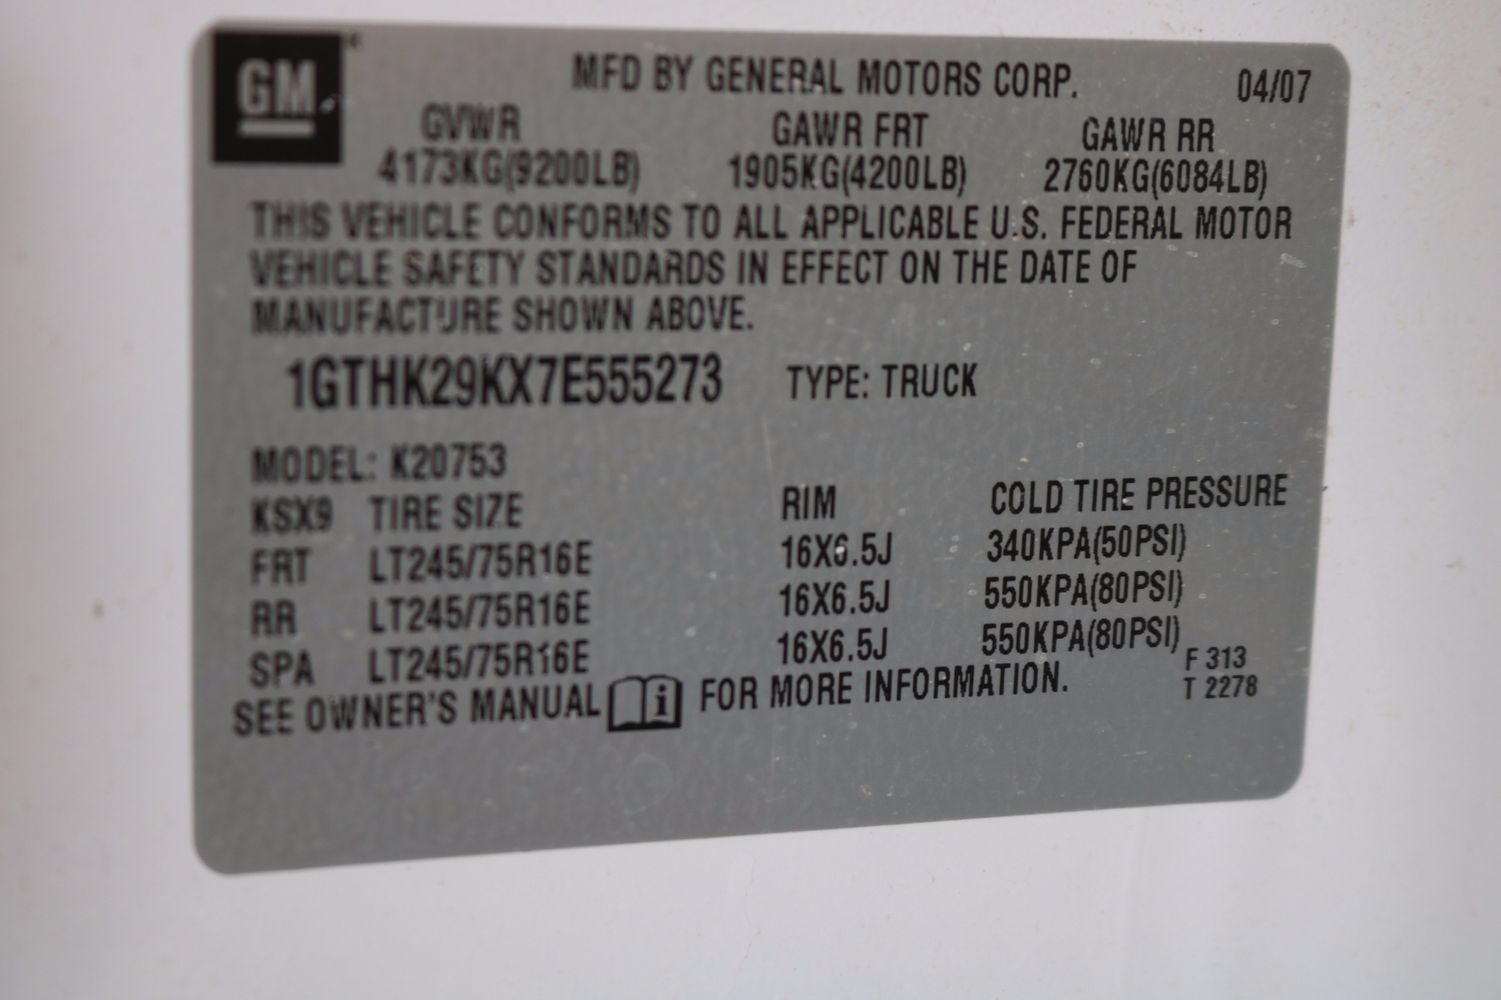 GM
MFD BY GENERAL MOTORS CORP. 04/07
GVWR GAWR FRT GAWR RR
4173KG(9200LB) 1905KG(4200LB) 2760KG(6084LB)
THIS VEHICLE CONFORMS TO ALL APPLICABLE U.S. FEDERAL MOTOR
VEHICLE SAFETY STANDARDS IN EFFECT ON THE DATE OF
MANUFACTURE SHOWN ABOVE.
1GTHK29KX7E555273 TYPE: TRUCK
MODEL: K20753
KSX9 TIRE SIZE RIM COLD TIRE PRESSURE
FRT LT245/75R16E 16X6.5J 340KPA(50PSI)
RR LT245/75R16E 16X6.5J 550KPA(80PSI)
SPA LT245/75R16E 16X6.5J 550KPA(80PSI)
SEE OWNER'S MANUAL i FOR MORE INFORMATION.
F 313
T 2278